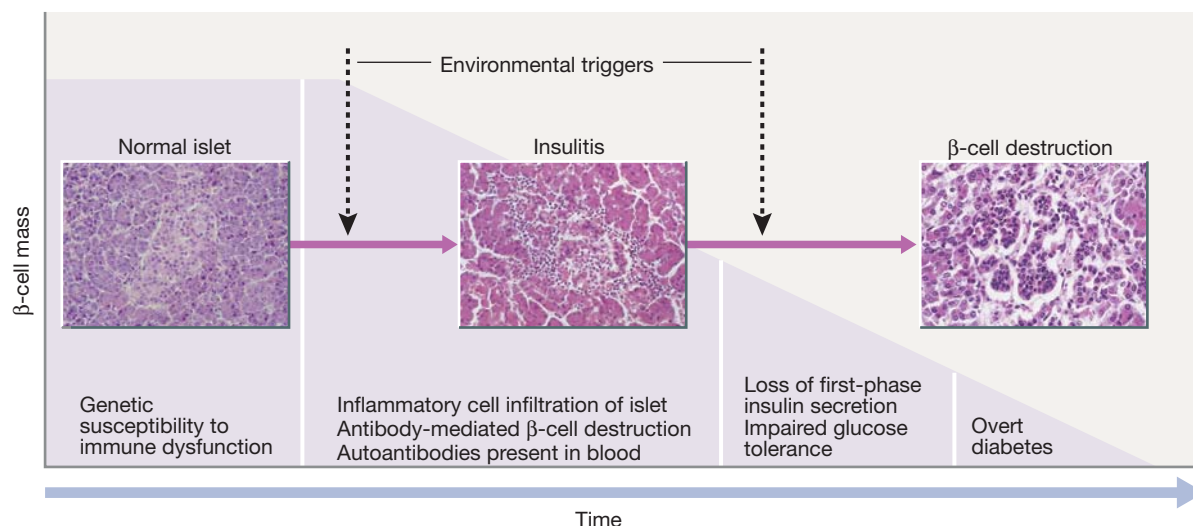 Environmental triggers
Normal islet
Insulitis
β-cell destruction
β-cell mass
Genetic
susceptibility to
immune dysfunction
Inflammatory cell infiltration of islet
Antibody-mediated β-cell destruction
Autoantibodies present in blood
Loss of first-phase
insulin secretion
Impaired glucose
tolerance
Overt
diabetes
Time